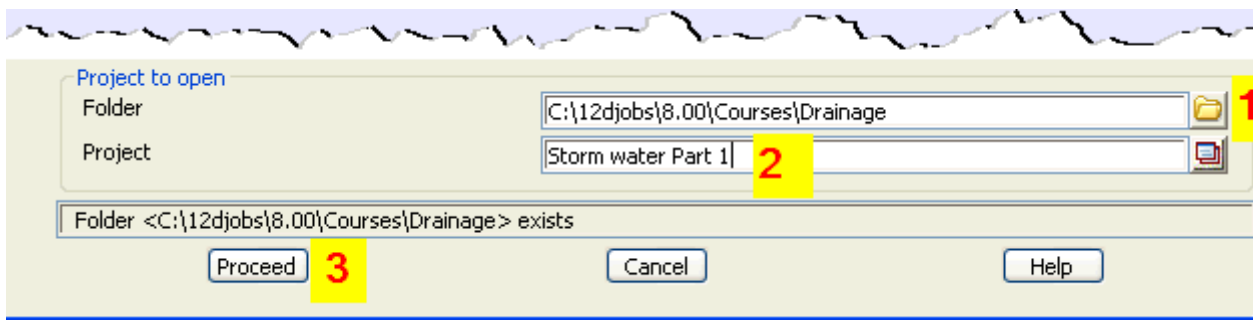 Project to open
Folder C:\12djobs\8.00\Courses\Drainage 1
Project Storm water Part 1 2
Folder <C:\12djobs\8.00\Courses\Drainage> exists
Proceed 3 Cancel Help